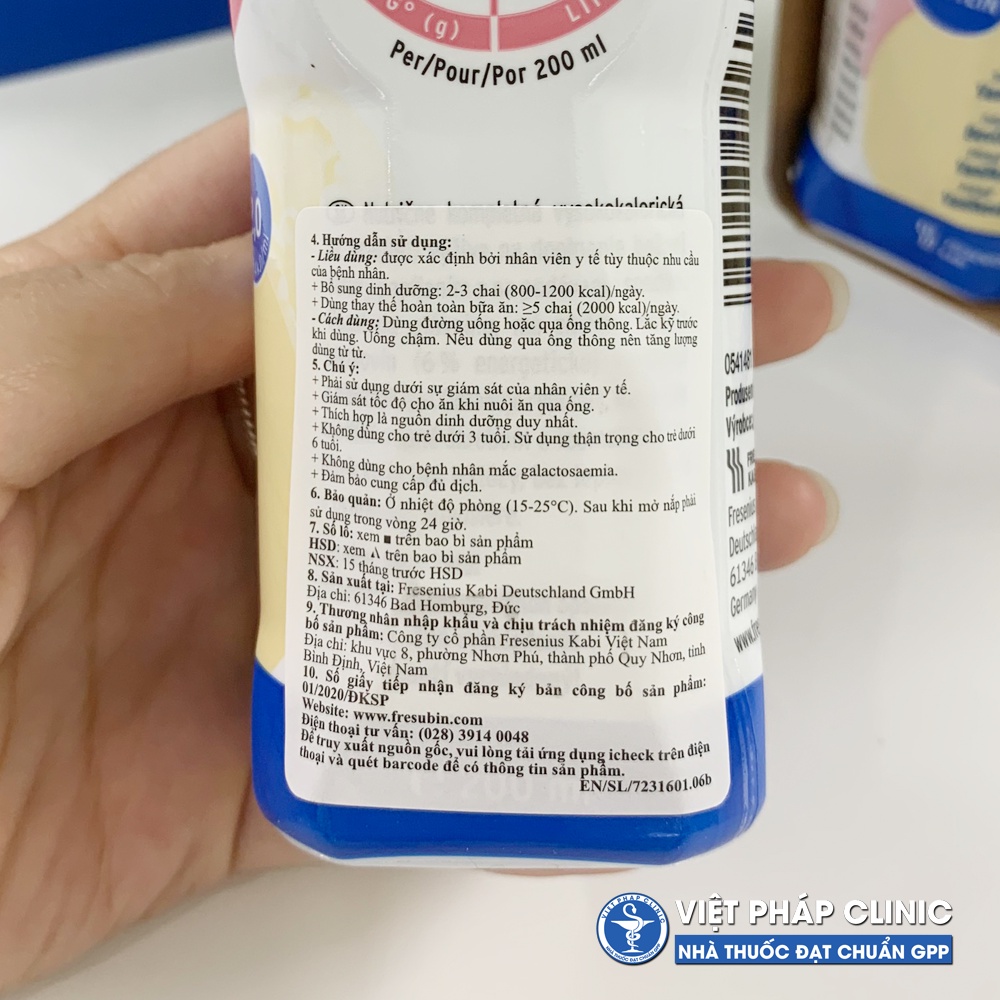 G° (g)
Per/Pour/Por 200 ml
vysokokalorická
4. Hướng dẫn sử dụng:
- Liều dùng: được xác định bởi nhân viên y tế tùy thuộc nhu cầu
của bệnh nhân.
+ Bổ sung dinh dưỡng: 2-3 chai (800-1200 kcal)/ngày.
+ Dùng thay thế hoàn toàn bữa ăn: ≥5 chai (2000 kcal)/ngày.
- Cách dùng: Dùng đường uống hoặc qua ống thông. Lắc kỹ trước
khi dùng. Uống chậm. Nếu dùng qua ống thông nên tăng lượng
dùng từ từ.
5. Chú ý:
+ Phải sử dụng dưới sự giám sát của nhân viên y tế.
+ Giám sát tốc độ cho ăn khi nuôi ăn qua ống.
+ Thích hợp là nguồn dinh dưỡng duy nhất.
+ Không dùng cho trẻ dưới 3 tuổi. Sử dụng thận trọng cho trẻ dưới
6 tuổi.
+ Không dùng cho bệnh nhân mắc galactosaemia.
+ Đảm bảo cung cấp đủ dịch.
6. Bảo quản: Ở nhiệt độ phòng (15-25°C). Sau khi mở nắp phải
sử dụng trong vòng 24 giờ.
7. Số lô: xem ■ trên bao bì sản phẩm
HSD: xem △ trên bao bì sản phẩm
NSX: 15 tháng trước HSD
8. Sản xuất tại: Fresenius Kabi Deutschland GmbH
Địa chỉ: 61346 Bad Homburg, Đức
9. Thương nhân nhập khẩu và chịu trách nhiệm đăng ký công
bố sản phẩm: Công ty cổ phần Fresenius Kabi Việt Nam
Địa chỉ: khu vực 8, phường Nhơn Phú, thành phố Quy Nhơn, tỉnh
Bình Định, Việt Nam
10. Số giấy tiếp nhận đăng ký bản công bố sản phẩm:
01/2020/ĐKSP
Website: www.fresubin.com
Điện thoại tư vấn: (028) 3914 0048
Để truy xuất nguồn gốc, vui lòng tải ứng dụng icheck trên điện
thoại và quét barcode để có thông tin sản phẩm.
EN/SL/7231601.06b
Fresenius
61346
VIỆT PHÁP CLINIC
NHÀ THUỐC ĐẠT CHUẨN GPP